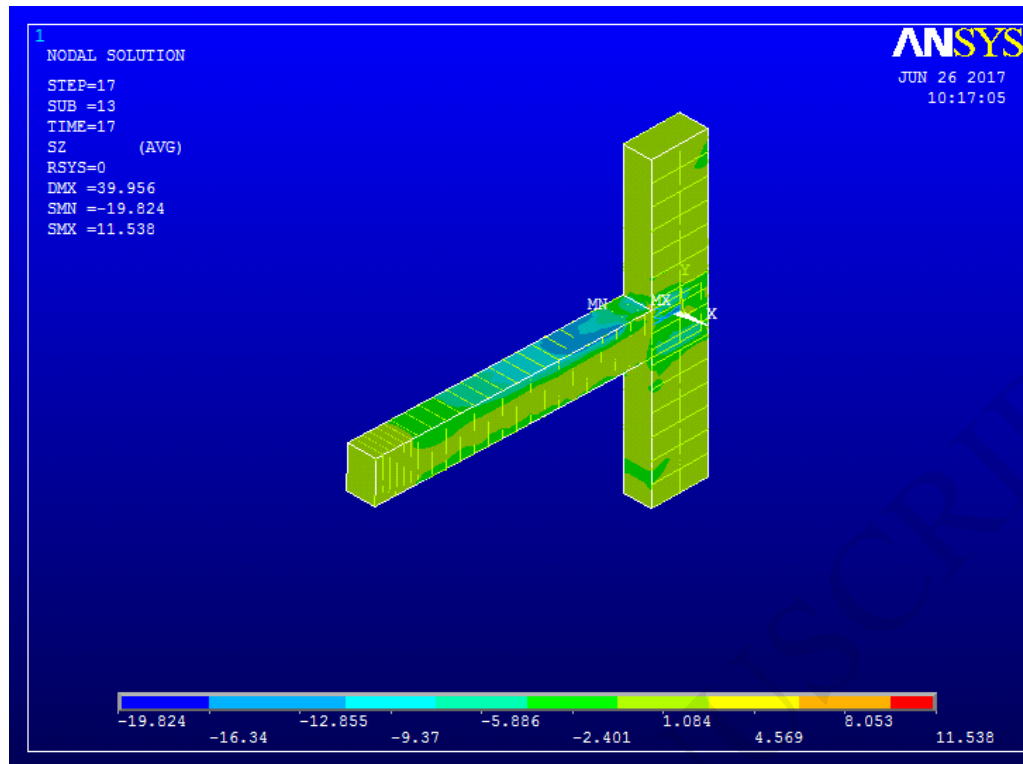 1
NODAL SOLUTION
STEP=17
SUB =13
TIME=17
SZ (AVG)
RSYS=0
DMX =39.956
SMN =-19.824
SMX =11.538
ANSYS
JUN 26 2017
10:17:05
Y
MN MX X
-19.824 -12.855 -5.886 1.084 8.053
-16.34 -9.37 -2.401 4.569 11.538